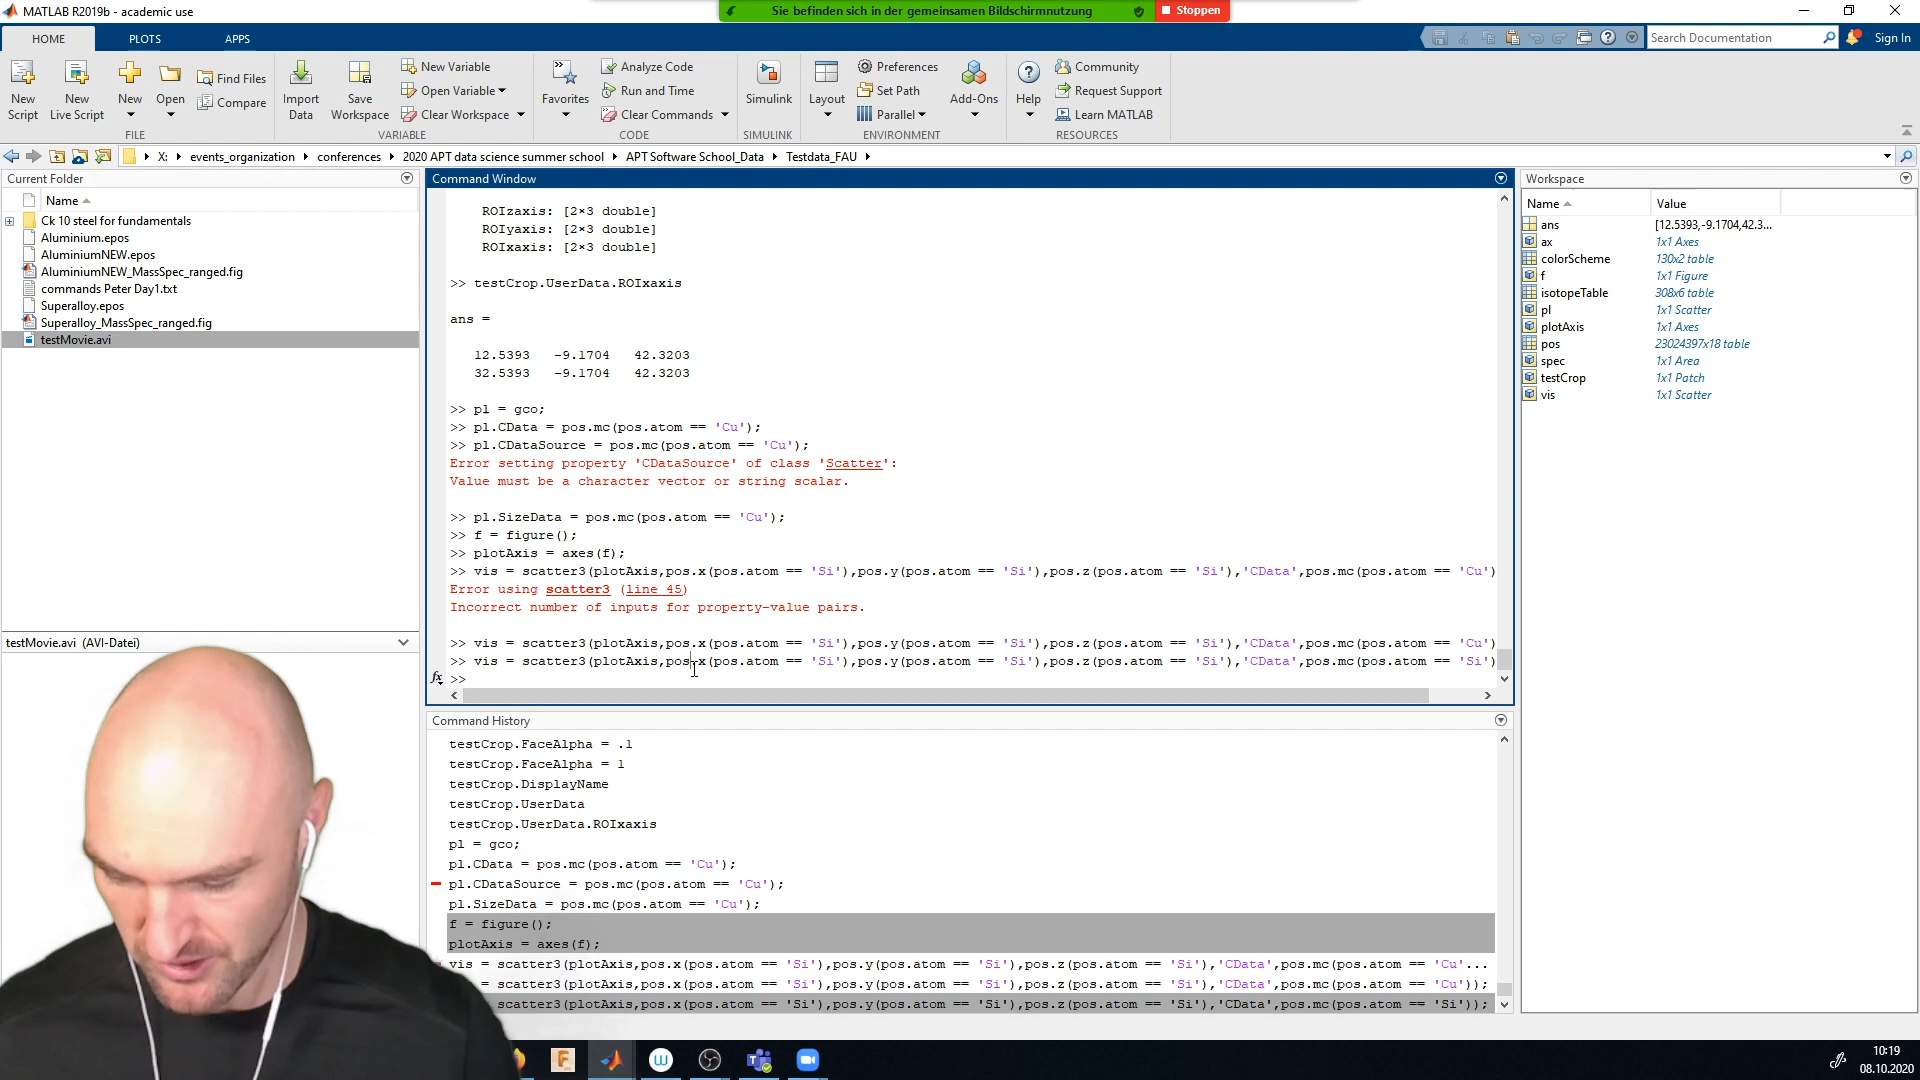 MATLAB R2019b - academic use
Sie befinden sich in der gemeinsamen Bildschirmnutzung
Stoppen
HOME
PLOTS
APPS
Search Documentation
Sign In
New Script
New Live Script
New
Open
Find Files
Compare
FILE
Import Data
Save Workspace
New Variable
Open Variable
Clear Workspace
VARIABLE
Favorites
Analyze Code
Run and Time
Clear Commands
CODE
Simulink
SIMULINK
Layout
Preferences
Set Path
Parallel
Add-Ons
ENVIRONMENT
Help
Community
Request Support
Learn MATLAB
RESOURCES
X: events_organization conferences 2020 APT data science summer school APT Software School_Data Testdata_FAU
Current Folder
Name
Ck 10 steel for fundamentals
Aluminium.epos
AluminiumNEW.epos
AluminiumNEW_MassSpec_ranged.fig
commands Peter Day1.txt
Superalloy.epos
Superalloy_MassSpec_ranged.fig
testMovie.avi
testMovie.avi (AVI-Datei)
Command Window
ROIzaxis: [2×3 double]
ROIyaxis: [2×3 double]
ROIxaxis: [2×3 double]
>> testCrop.UserData.ROIxaxis
ans =
12.5393 -9.1704 42.3203
32.5393 -9.1704 42.3203
>> pl = gco;
>> pl.CData = pos.mc(pos.atom == 'Cu');
>> pl.CDataSource = pos.mc(pos.atom == 'Cu');
Error setting property 'CDataSource' of class 'Scatter':
Value must be a character vector or string scalar.
>> pl.SizeData = pos.mc(pos.atom == 'Cu');
>> f = figure();
>> plotAxis = axes(f);
>> vis = scatter3(plotAxis,pos.x(pos.atom == 'Si'),pos.y(pos.atom == 'Si'),pos.z(pos.atom == 'Si'),'CData',pos.mc(pos.atom == 'Cu')
Error using scatter3 (line 45)
Incorrect number of inputs for property-value pairs.
>> vis = scatter3(plotAxis,pos.x(pos.atom == 'Si'),pos.y(pos.atom == 'Si'),pos.z(pos.atom == 'Si'),'CData',pos.mc(pos.atom == 'Cu')
>> vis = scatter3(plotAxis,pos.x(pos.atom == 'Si'),pos.y(pos.atom == 'Si'),pos.z(pos.atom == 'Si'),'CData',pos.mc(pos.atom == 'Si')
fx >>
Command History
testCrop.FaceAlpha = .1
testCrop.FaceAlpha = 1
testCrop.DisplayName
testCrop.UserData
testCrop.UserData.ROIxaxis
pl = gco;
pl.CData = pos.mc(pos.atom == 'Cu');
pl.CDataSource = pos.mc(pos.atom == 'Cu');
pl.SizeData = pos.mc(pos.atom == 'Cu');
f = figure();
plotAxis = axes(f);
vis = scatter3(plotAxis,pos.x(pos.atom == 'Si'),pos.y(pos.atom == 'Si'),pos.z(pos.atom == 'Si'),'CData',pos.mc(pos.atom == 'Cu'...
= scatter3(plotAxis,pos.x(pos.atom == 'Si'),pos.y(pos.atom == 'Si'),pos.z(pos.atom == 'Si'),'CData',pos.mc(pos.atom == 'Cu'));
scatter3(plotAxis,pos.x(pos.atom == 'Si'),pos.y(pos.atom == 'Si'),pos.z(pos.atom == 'Si'),'CData',pos.mc(pos.atom == 'Si'));
Workspace
Name Value
ans [12.5393,-9.1704,42.3...
ax 1x1 Axes
colorScheme 130x2 table
f 1x1 Figure
isotopeTable 308x6 table
pl 1x1 Scatter
plotAxis 1x1 Axes
pos 23024397x18 table
spec 1x1 Area
testCrop 1x1 Patch
vis 1x1 Scatter
10:19
08.10.2020